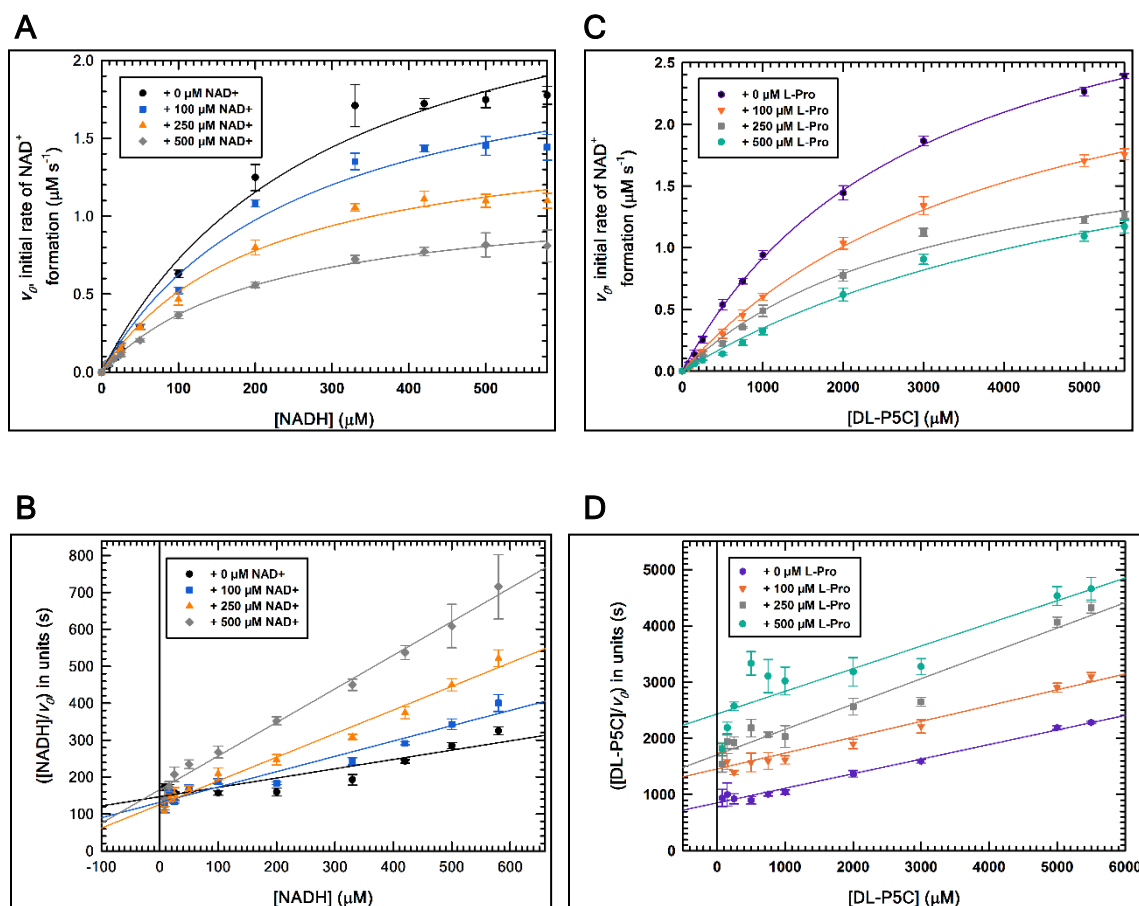 A
2.0
1.5
1.0
0.5
0.0
0 100 200 300 400 500
+ 0 µM NAD+
+ 100 µM NAD+
+ 250 µM NAD+
+ 500 µM NAD+
v0, initial rate of NAD+
formation (µM s-1)
[NADH] (µM)
C
2.5
2.0
1.5
1.0
0.5
0.0
0 1000 2000 3000 4000 5000
+ 0 µM L-Pro
+ 100 µM L-Pro
+ 250 µM L-Pro
+ 500 µM L-Pro
v0, initial rate of NAD+
formation (µM s-1)
[DL-P5C] (µM)
B
800
700
600
500
400
300
200
100
0
-100 0 100 200 300 400 500 600
+ 0 µM NAD+
+ 100 µM NAD+
+ 250 µM NAD+
+ 500 µM NAD+
([NADH]/v0) in units (s)
[NADH] (µM)
D
5000
4000
3000
2000
1000
0
0 1000 2000 3000 4000 5000 6000
+ 0 µM L-Pro
+ 100 µM L-Pro
+ 250 µM L-Pro
+ 500 µM L-Pro
([DL-P5C]/v0) in units (s)
[DL-P5C] (µM)